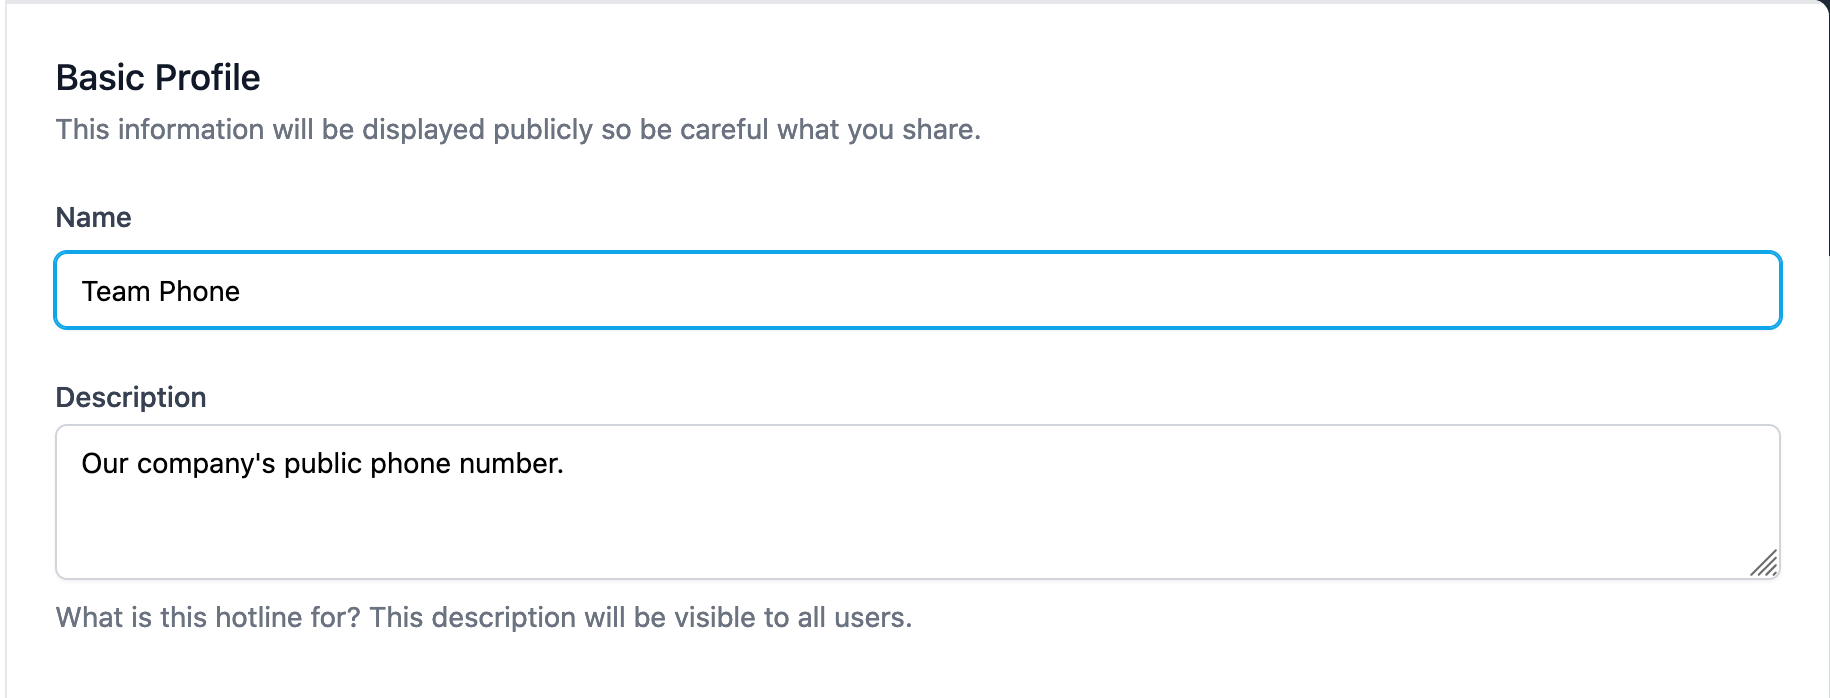 Basic Profile
This information will be displayed publicly so be careful what you share.
Name
Team Phone
Description
Our company's public phone number.
What is this hotline for? This description will be visible to all users.